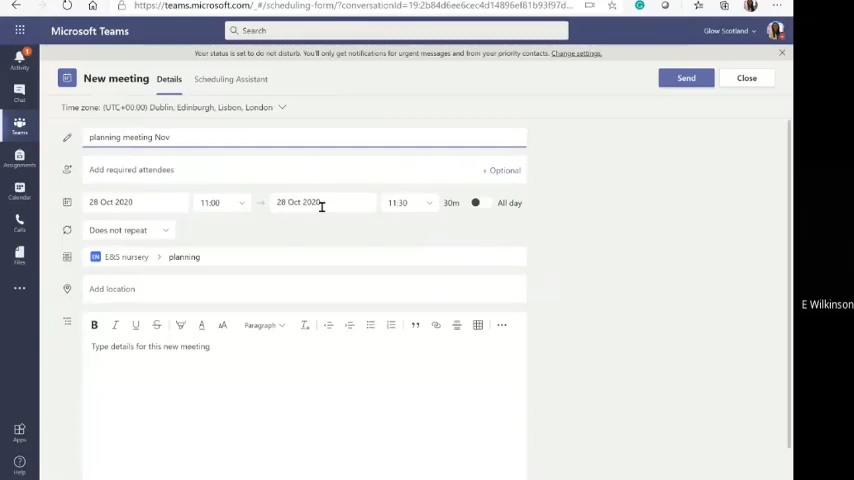 https://teams.microsoft.com/_#/scheduling-form/?conversationId=19:2b84d6ee6cec4d14896ef81b93f97d...
Microsoft Teams
Search
Glow Scotland
Your status is set to do not disturb. You'll only get notifications for urgent messages and from your priority contacts. Change settings.
1
Activity
Chat
Teams
Assignments
Calendar
Calls
Files
Apps
Help
New meeting
Details
Scheduling Assistant
Send
Close
Time zone: (UTC+00:00) Dublin, Edinburgh, Lisbon, London
planning meeting Nov
Add required attendees
+ Optional
28 Oct 2020
11:00
28 Oct 2020
11:30
30m
All day
Does not repeat
EN
E&S nursery
planning
Add location
B I U S A AA Paragraph
Type details for this new meeting
E Wilkinson